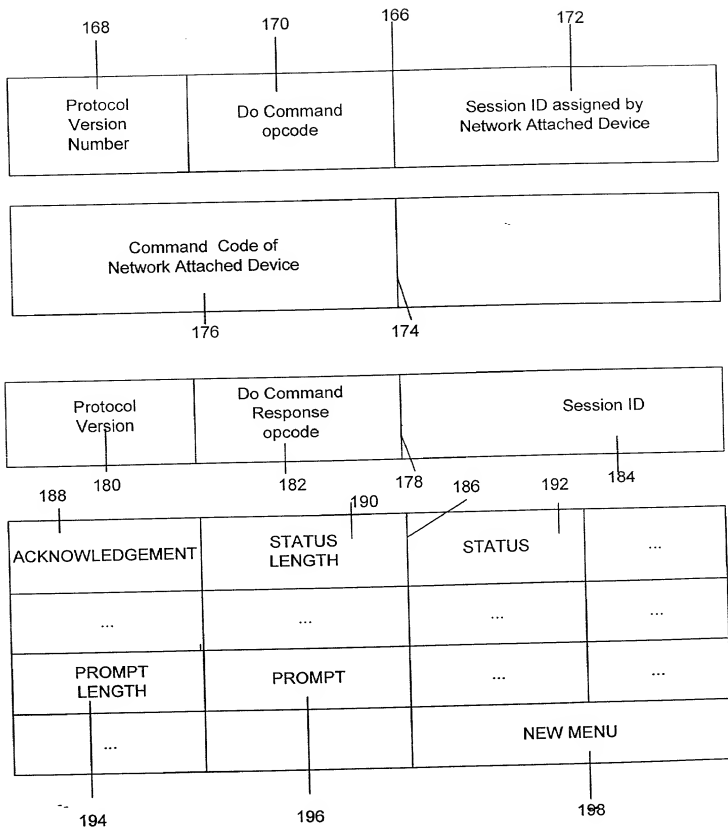 168 170 166 172
Protocol
Version
Number
Do Command
opcode
Session ID assigned by
Network Attached Device
Command Code of
Network Attached Device
176 174
Protocol
Version
Do Command
Response
opcode
Session ID
180 182 178 184
188 190 186 192
ACKNOWLEDGEMENT
STATUS
LENGTH
STATUS
...
... ... ... ...
PROMPT
LENGTH
PROMPT
... ...
...
NEW MENU
194 196 198